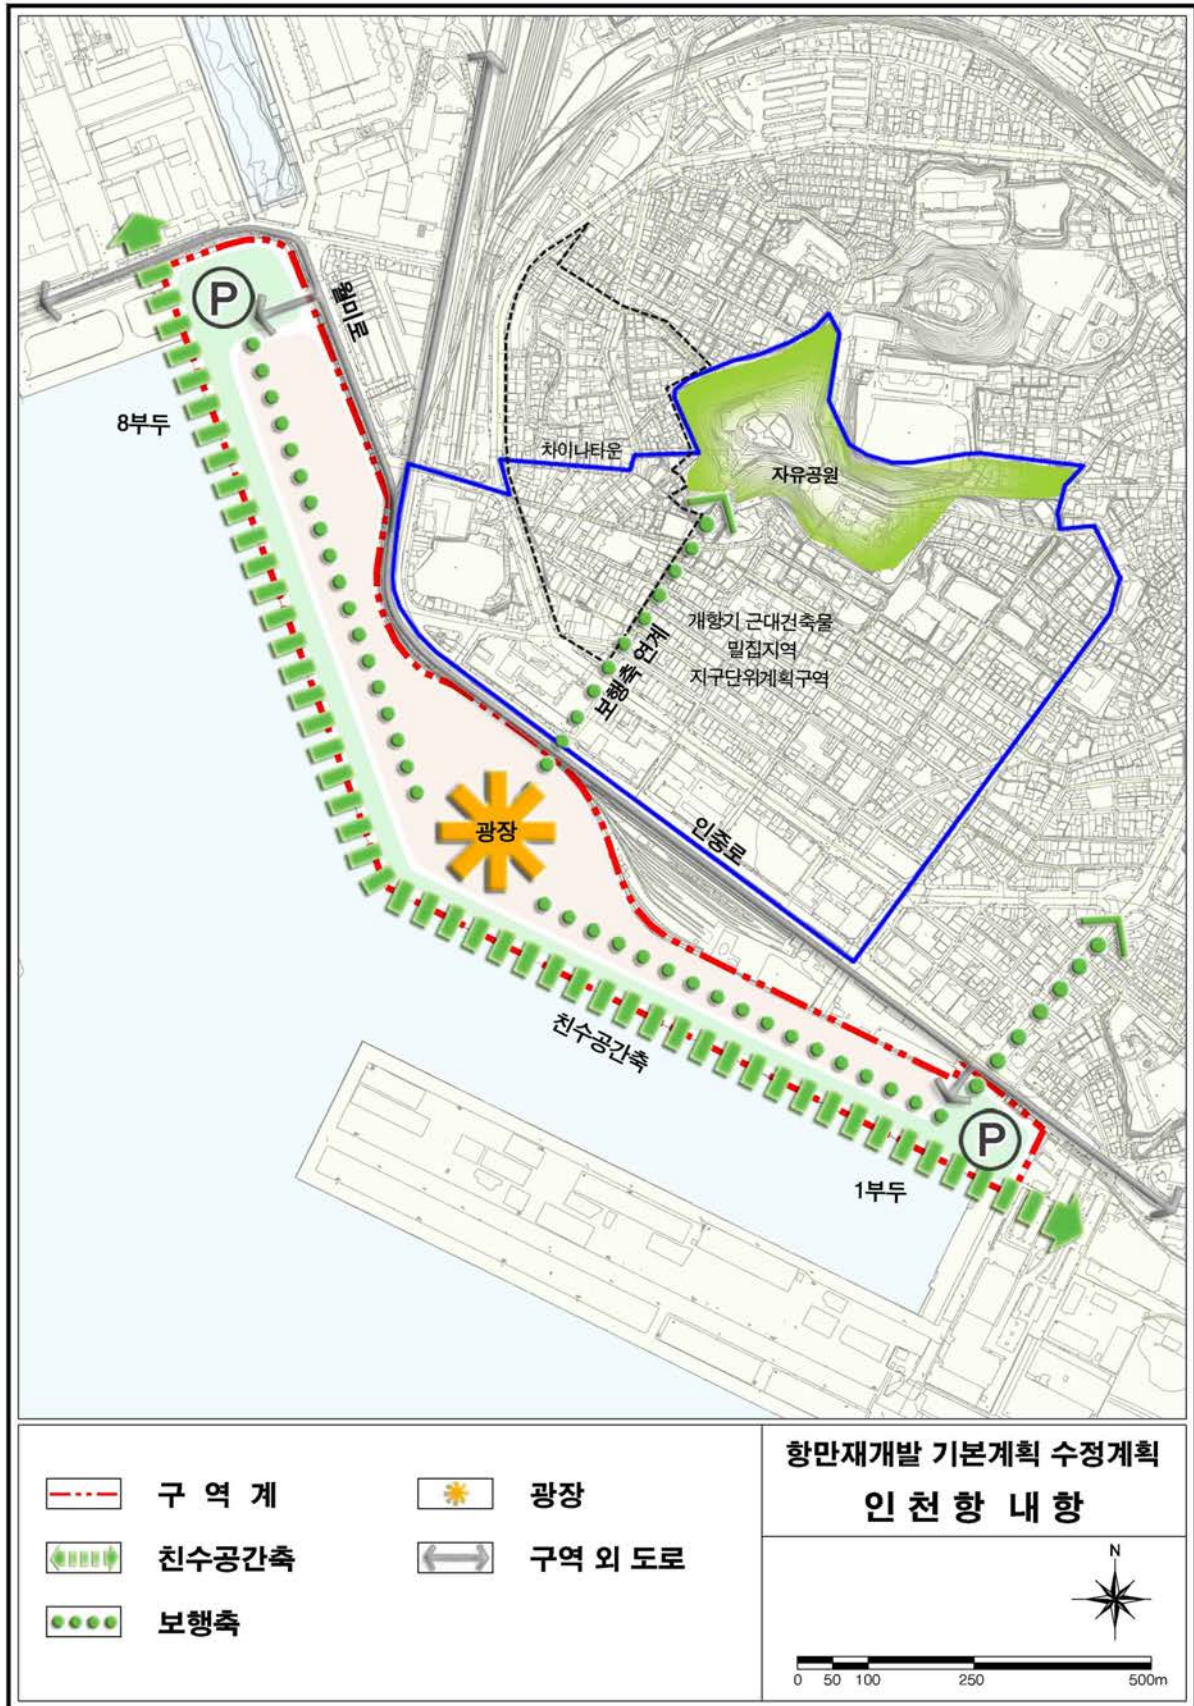 P
월미로
8부두
차이나타운
자유공원
개항기 근대건축물
밀집지역
지구단위계획구역
보행축 연계
광장
인중로
친수공간축
P
1부두
구 역 계
친수공간축
보행축
광장
구역 외 도로
항만재개발 기본계획 수정계획
인 천 항 내 항
N
0 50 100 250 500m